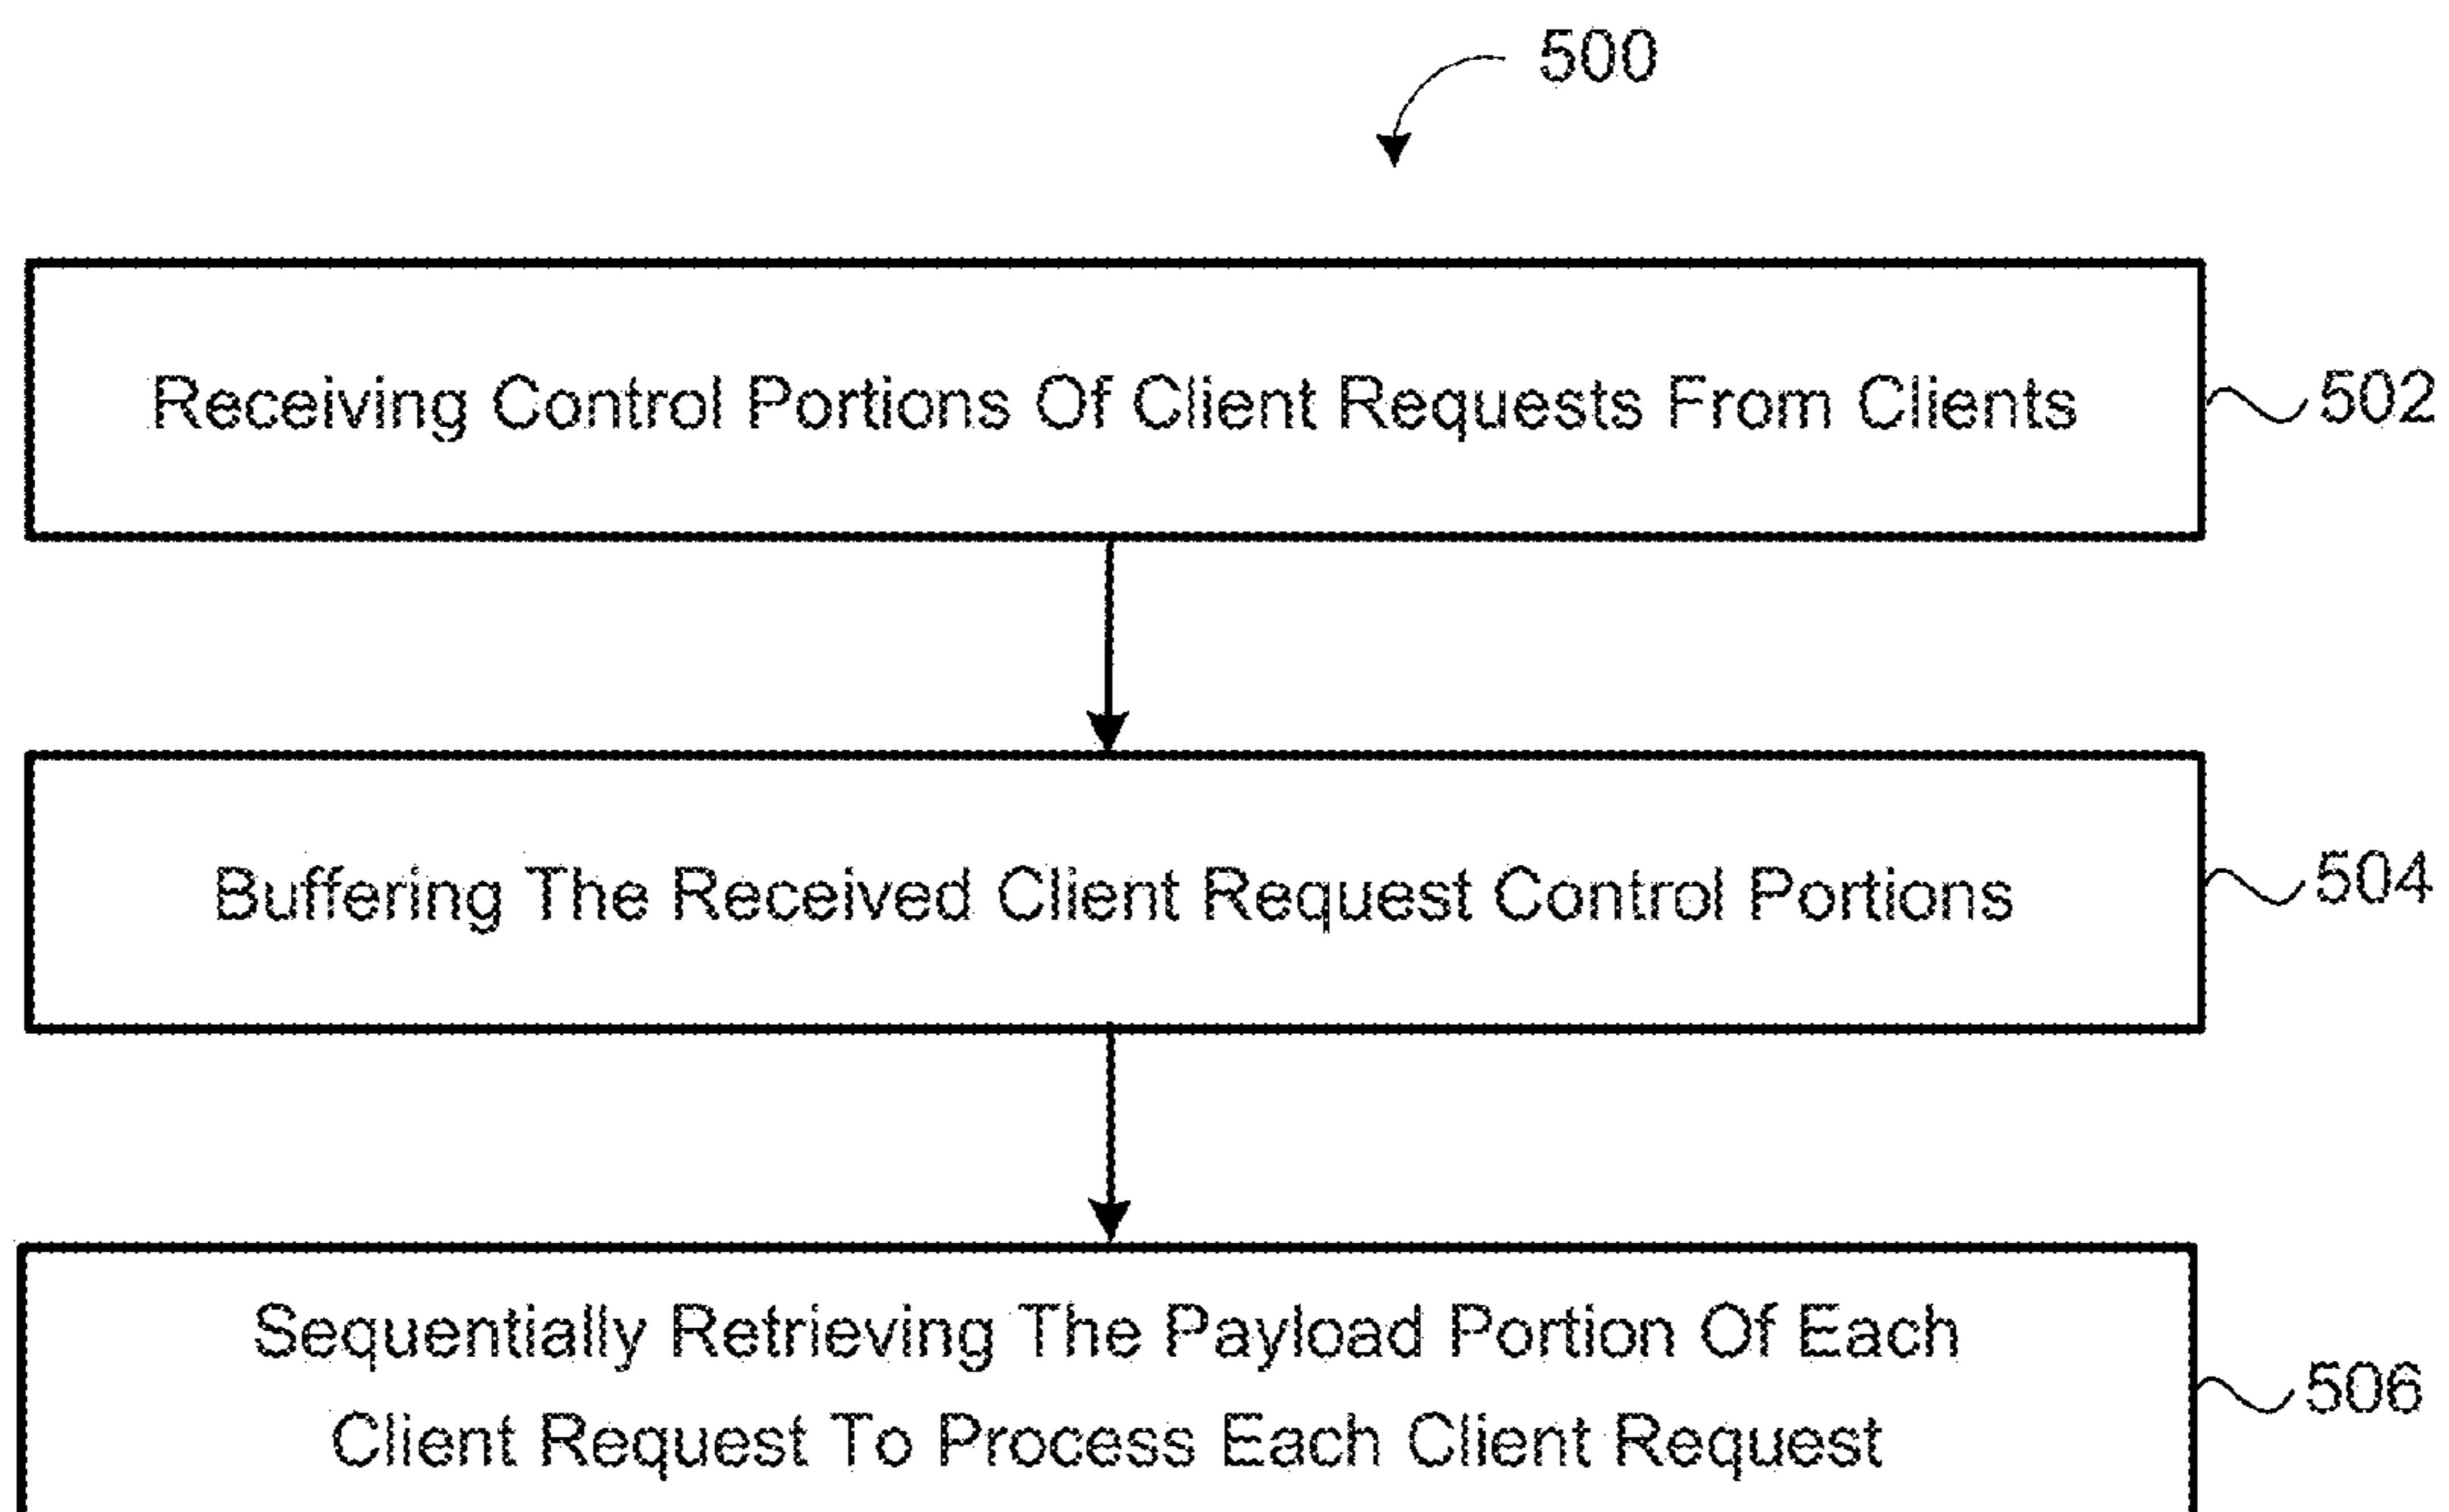 500
Receiving Control Portions Of Client Requests From Clients
502
Buffering The Received Client Request Control Portions
504
Sequentially Retrieving The Payload Portion Of Each
Client Request To Process Each Client Request
506